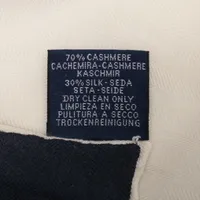 70% CASHMERE
CACHEMIRA-CASHMERE
KASCHMIR
30% SILK-SEDA
SETA-SEIDE
DRY CLEAN ONLY
LIMPIEZA EN SECO
PULITURA A SECCO
TROCKENREINIGUNG